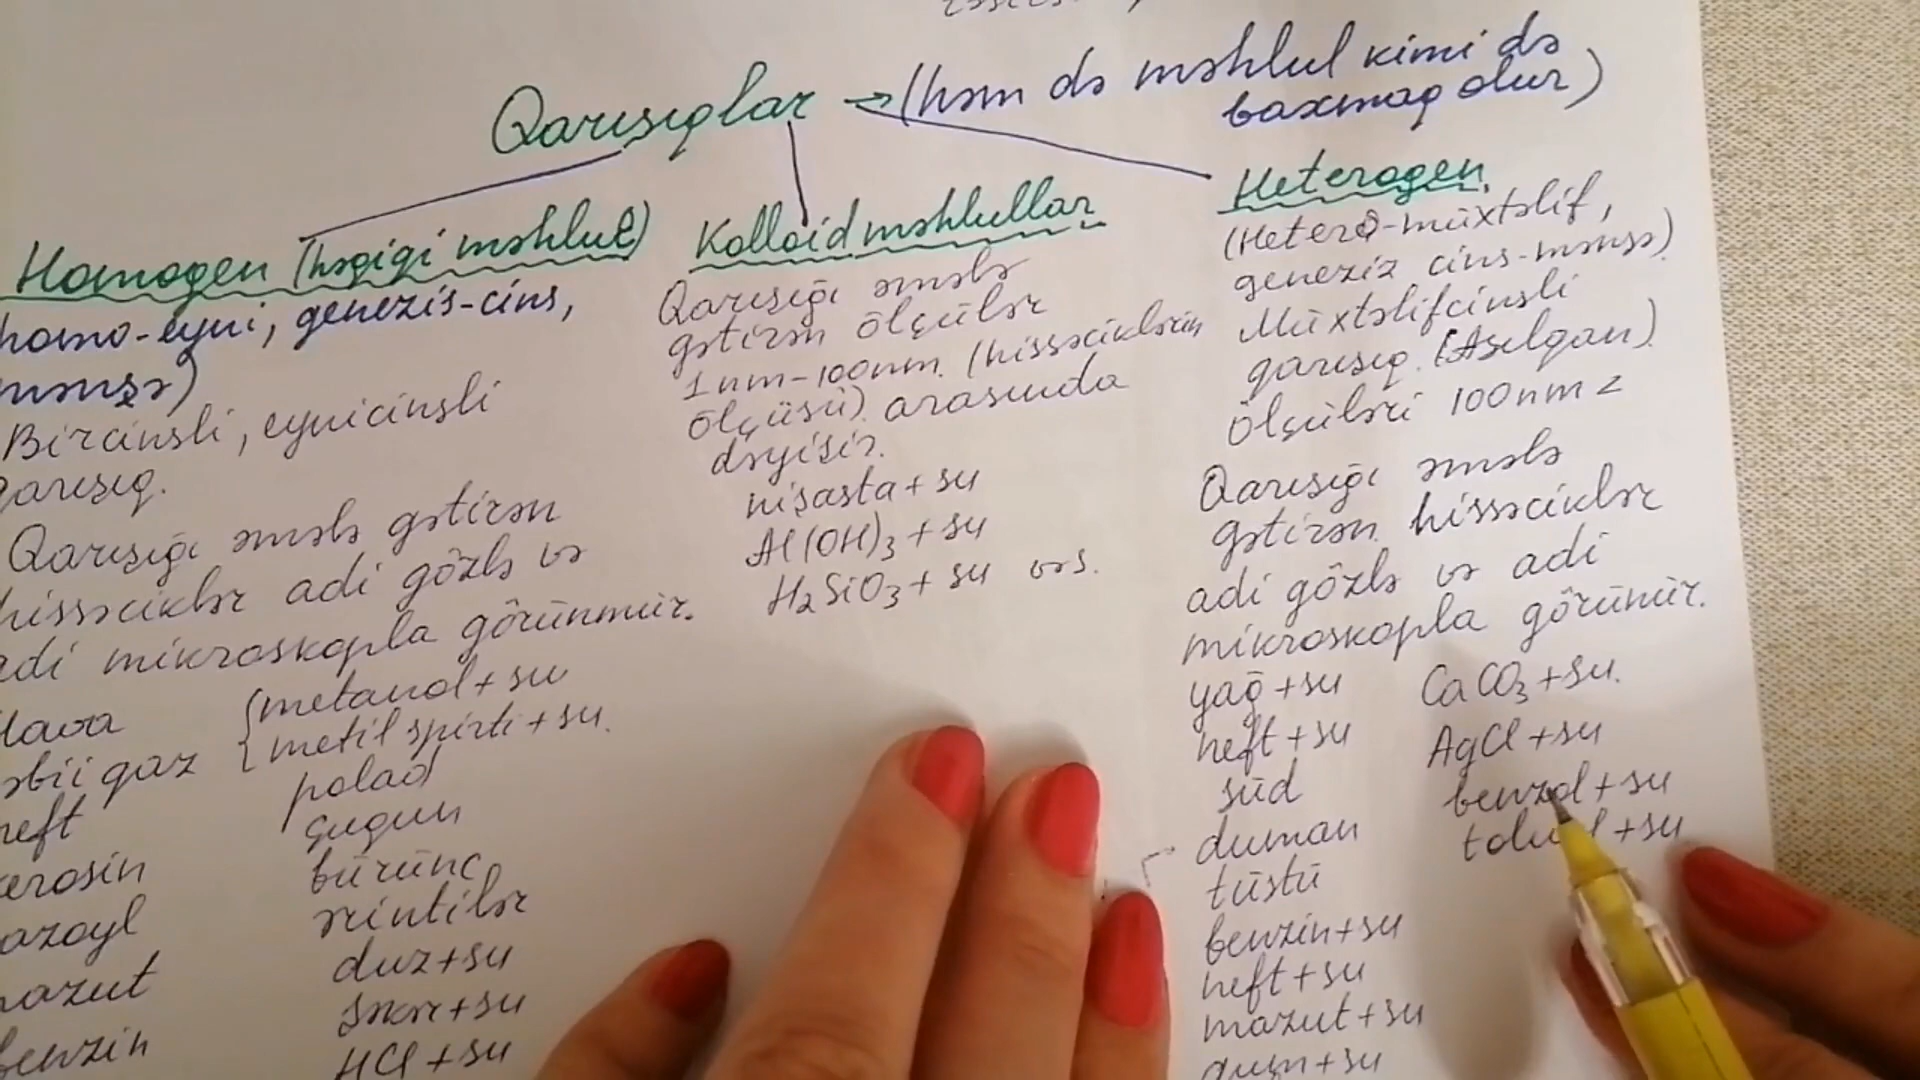 Qarışıqlar → (həm də məhlul kimi də
baxmaq olur)
Homogen (həqiqi məhlul)
homo-eyni, genezis-cins,
mənşə)
Bircinsli, eynicinsli
qarışıq.
Qarışığı əmələ gətirən
hissəciklər adi gözlə və
adi mikroskopla görünmür.
Hava
təbii qaz
neft
kerosin
qazoyl
mazut
benzin
{metanol + su
metil spirti + su.
polad
çuqun
bürünc
ərintilər
duz + su
şəkər + su
HCl + su
Kolloid məhlullar
Qarışığı əmələ
gətirən ölçülər
1nm-100nm. (hissəciklərin
ölçüsü) arasında
dəyişir.
nişasta + su
Al(OH)3 + su
H2SiO3 + su və s.
Heterogen
(Hetero-müxtəlif,
geneziz cins-mənşə)
Müxtəlifcinsli
qarışıq. (Asılqan)
ölçüləri 100nm <
Qarışığı əmələ
gətirən hissəciklər
adi gözlə və adi
mikroskopla görünür.
yağ + su
neft + su
süd
duman
tüstü
benzin + su
neft + su
mazut + su
qum + su
CaCO3 + su.
AgCl + su
benzol + su
toluol + su